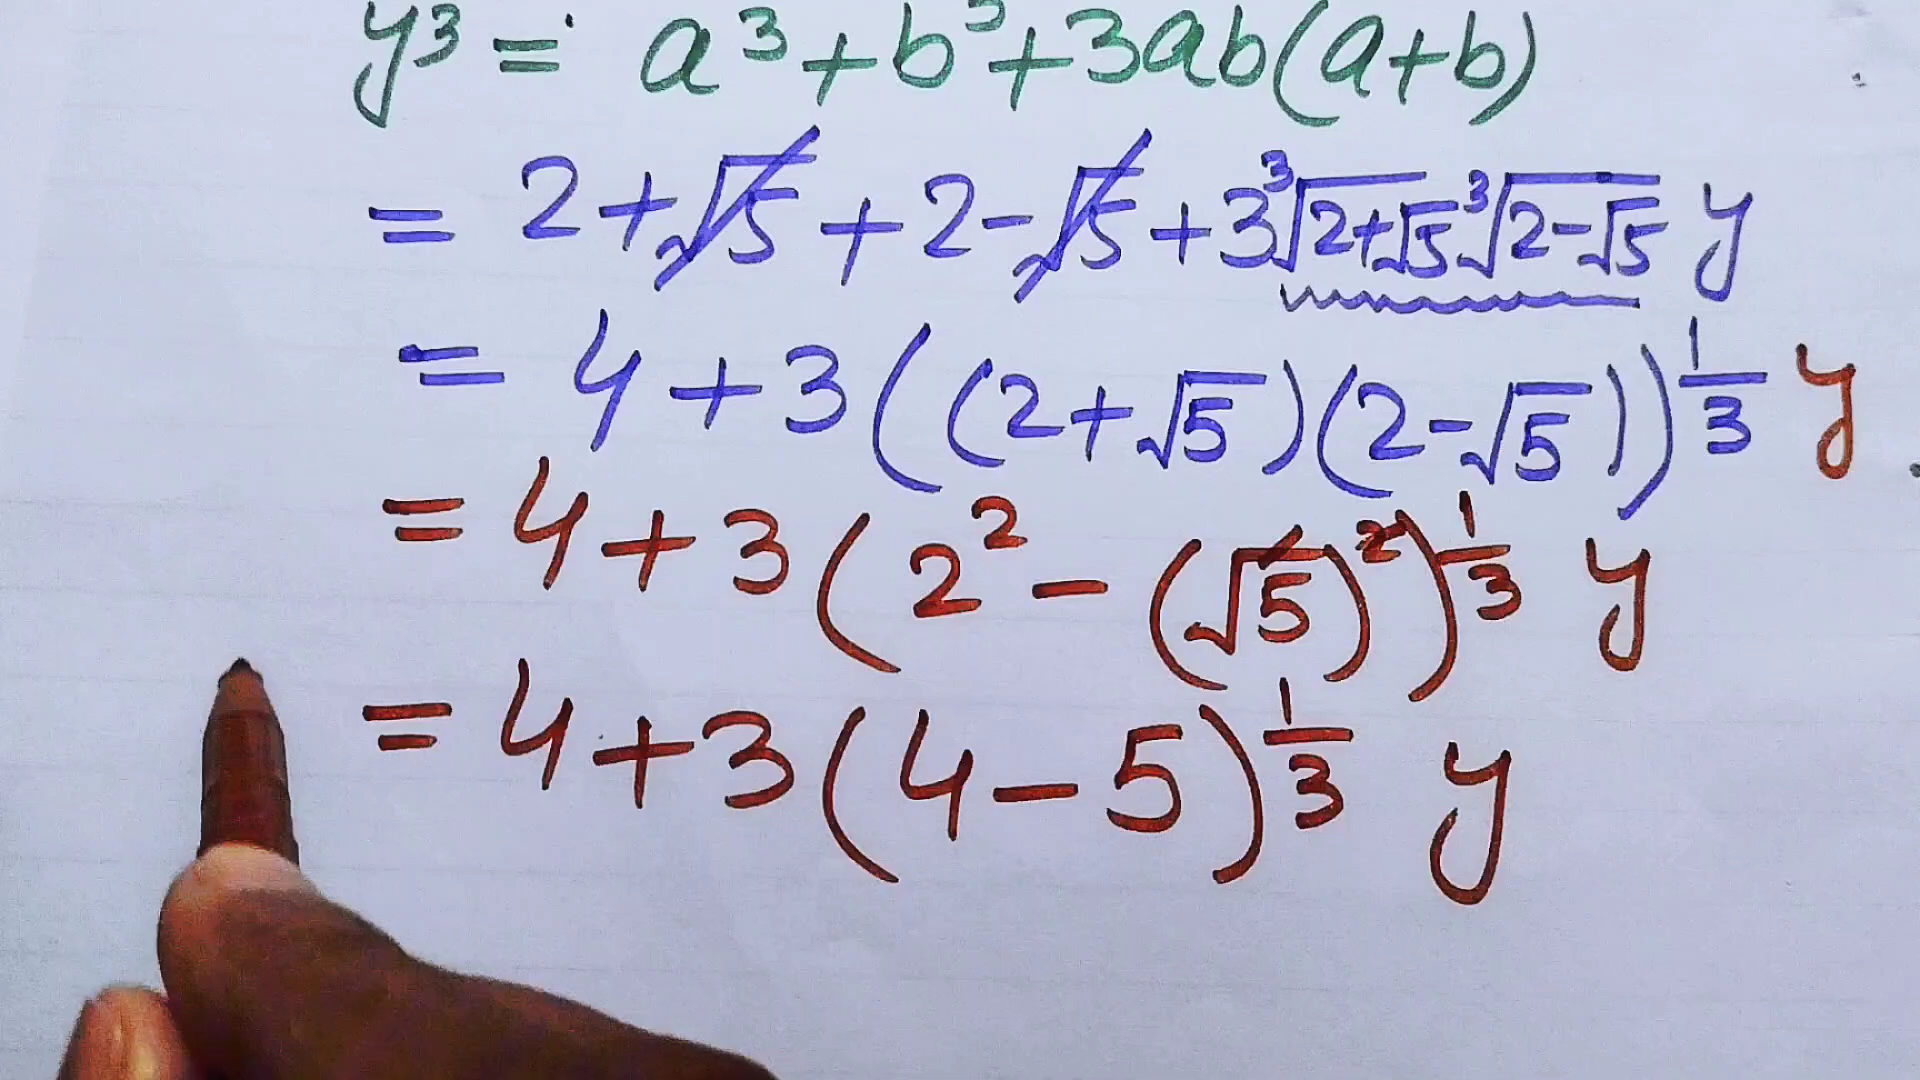 y³ = a³+b³+3ab(a+b)
= 2+√5+2-√5+3∛2+√5∛2-√5 y
= 4+3((2+√5)(2-√5))^1/3 y
= 4+3(2²-(√5)²)^1/3 y
= 4+3(4-5)^1/3 y